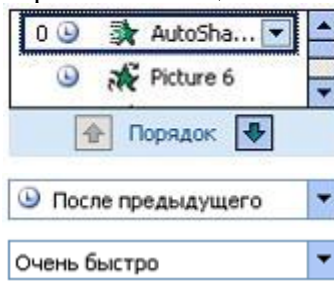 0 AutoSha...
Picture 6
Порядок
После предыдущего
Очень быстро